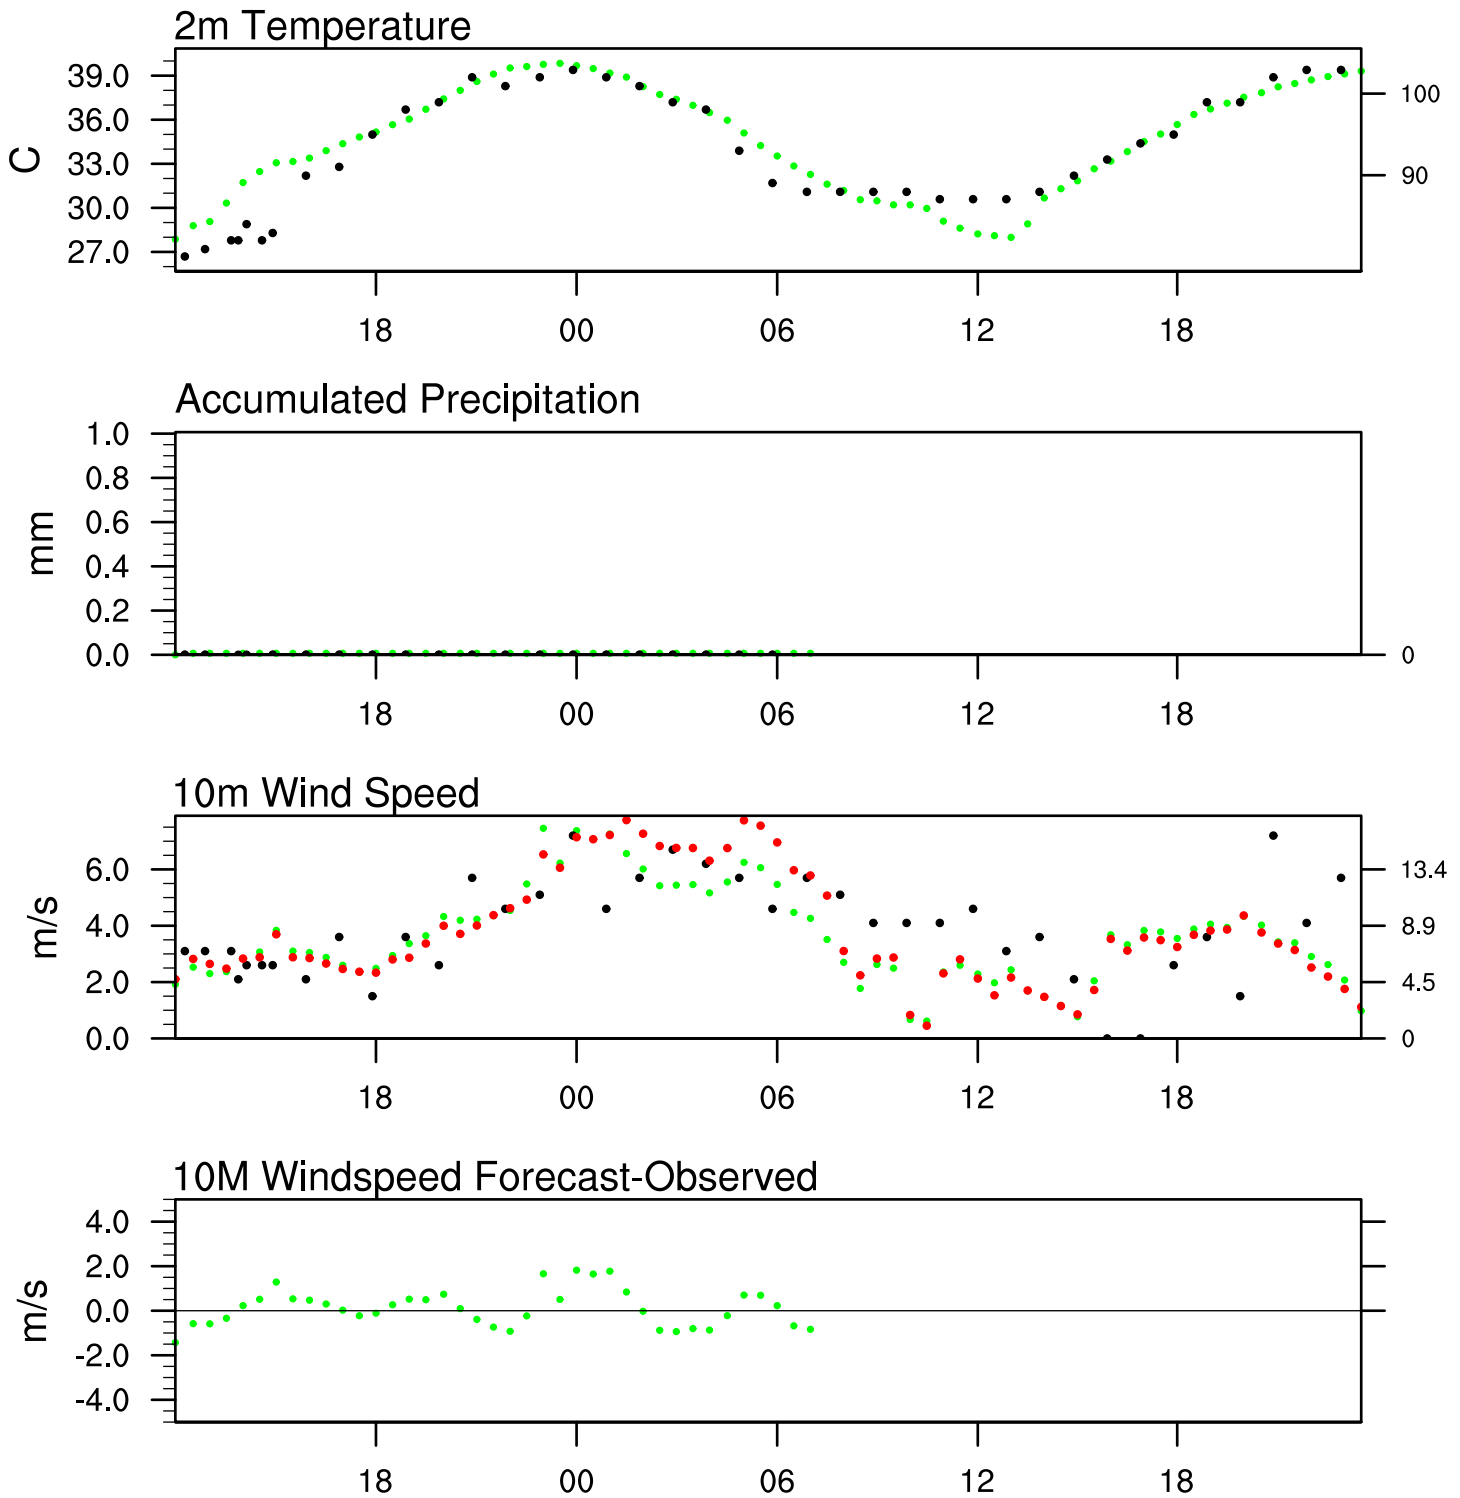 2m Temperature
39.0
36.0
33.0
30.0
27.0
C
100
90
18 00 06 12 18
Accumulated Precipitation
1.0
0.8
0.6
0.4
0.2
0.0
mm
0
18 00 06 12 18
10m Wind Speed
6.0
4.0
2.0
0.0
m/s
13.4
8.9
4.5
0
18 00 06 12 18
10M Windspeed Forecast-Observed
4.0
2.0
0.0
-2.0
-4.0
m/s
18 00 06 12 18